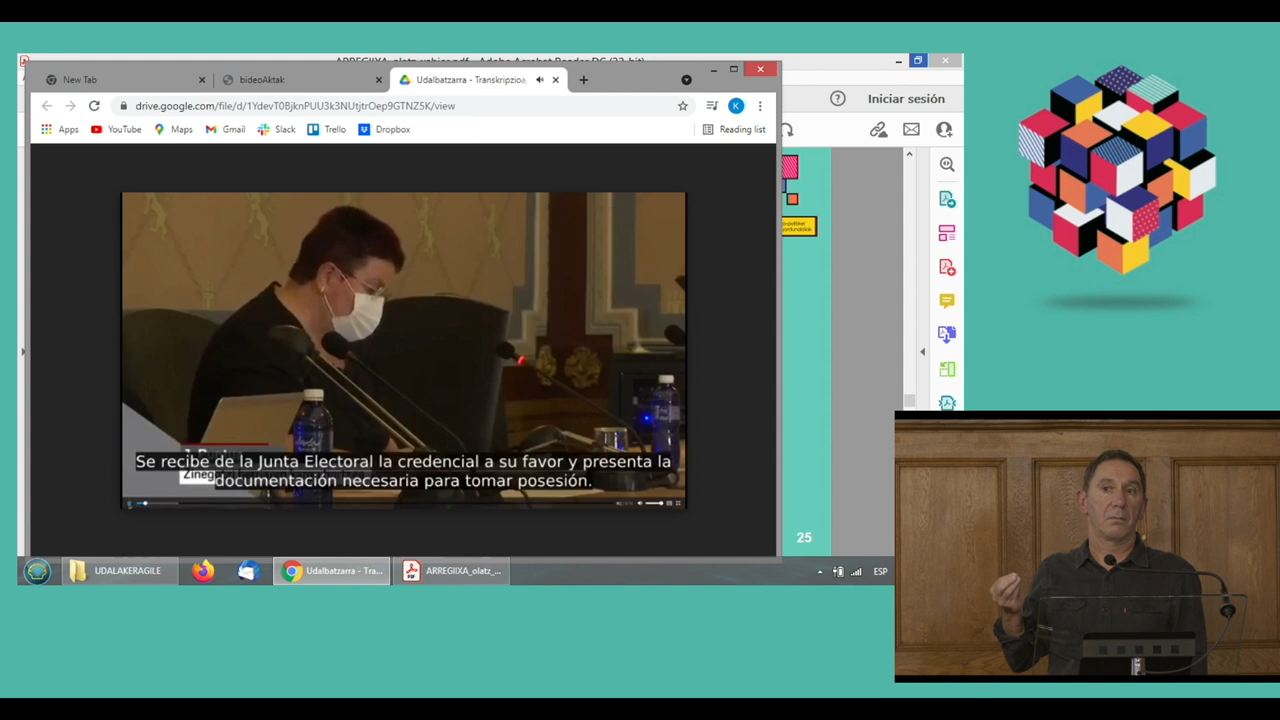 New Tab
bideoAktak
Udalbatzarra - Transkripzioa
drive.google.com/file/d/1YdevT0BjknPUU3k3NUtjtrOep9GTNZ5K/view
K
Apps
YouTube
Maps
Gmail
Slack
Trello
Dropbox
Reading list
Iniciar sesión
Se recibe de la Junta Electoral la credencial a su favor y presenta la
documentación necesaria para tomar posesión.
25
UDALAKERAGILE
Udalbatzarra - Tra...
ARREGIIXA_olatz_...
ESP